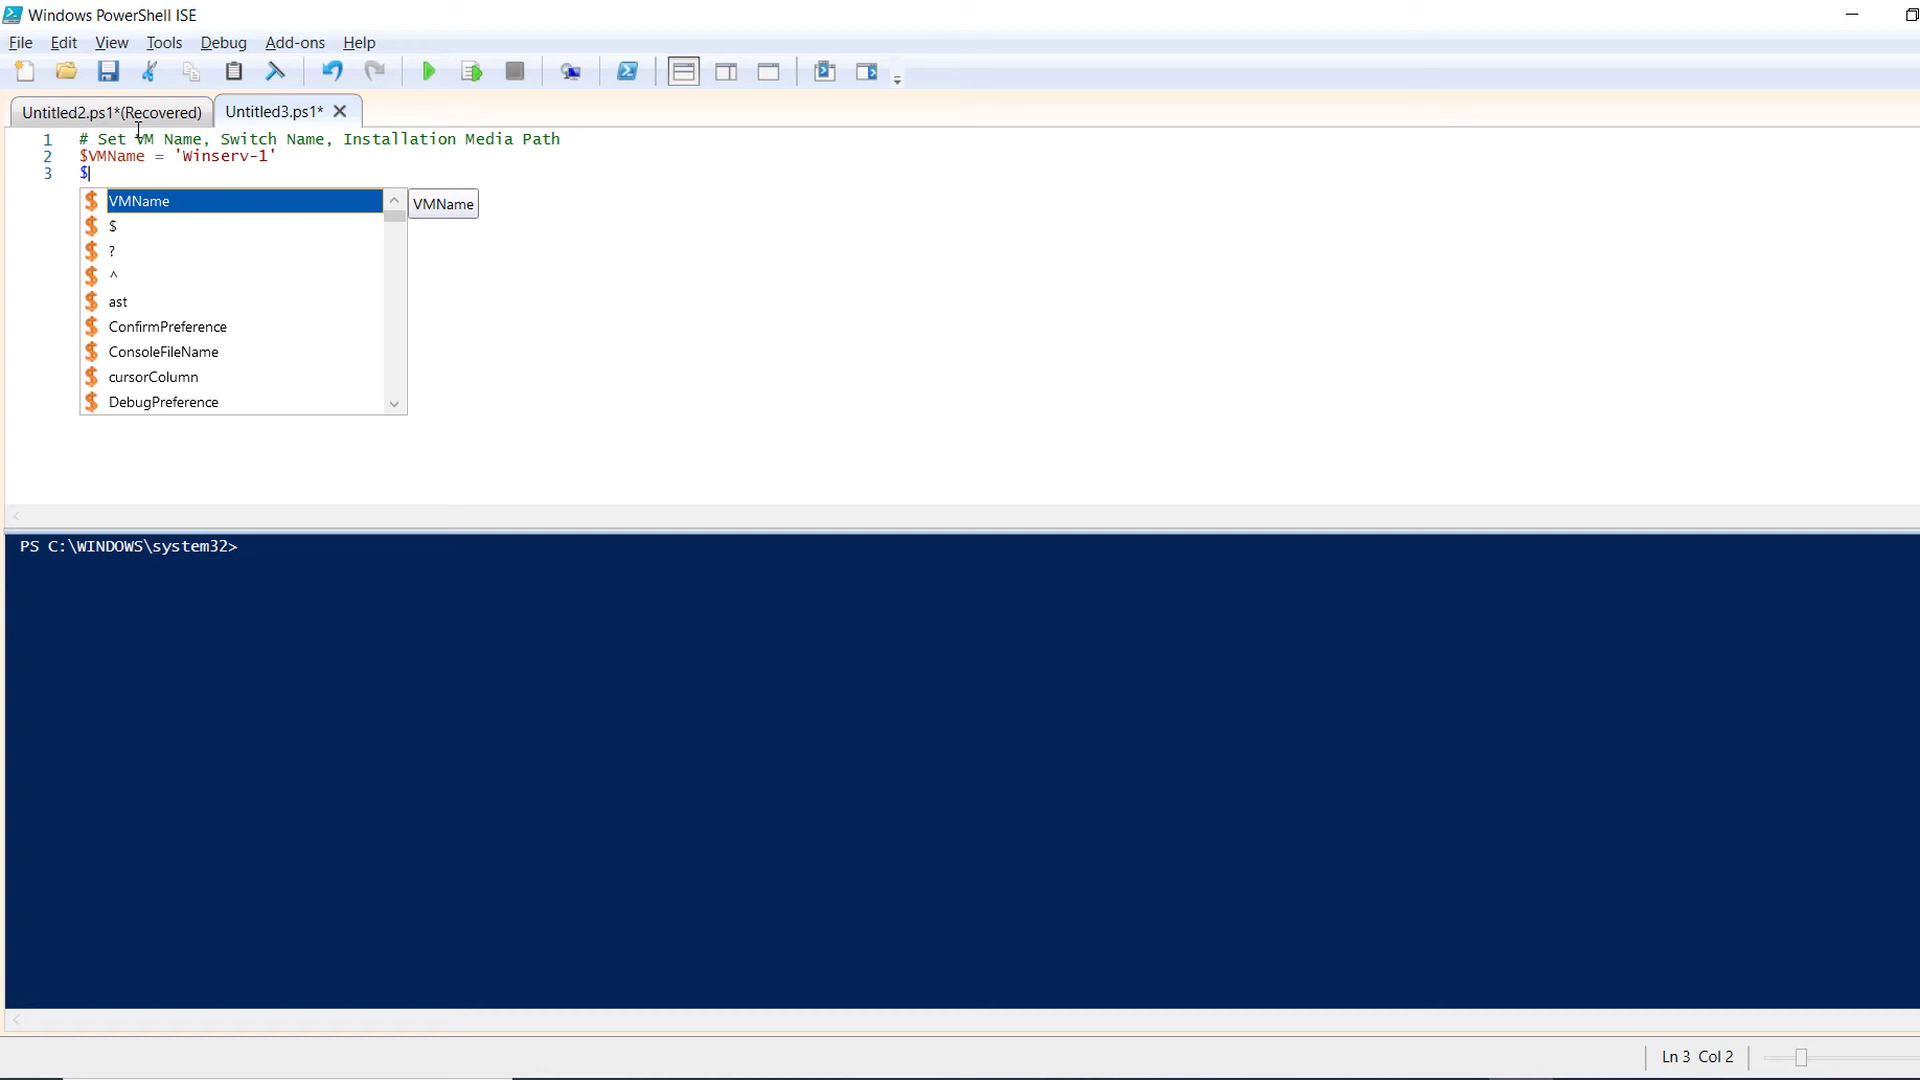 Windows PowerShell ISE
File Edit View Tools Debug Add-ons Help
Untitled2.ps1*(Recovered) Untitled3.ps1*
1 # Set VM Name, Switch Name, Installation Media Path
2 $VMName = 'Winserv-1'
3 $
VMName VMName
$
?
^
ast
ConfirmPreference
ConsoleFileName
cursorColumn
DebugPreference
PS C:\WINDOWS\system32>
Ln 3 Col 2